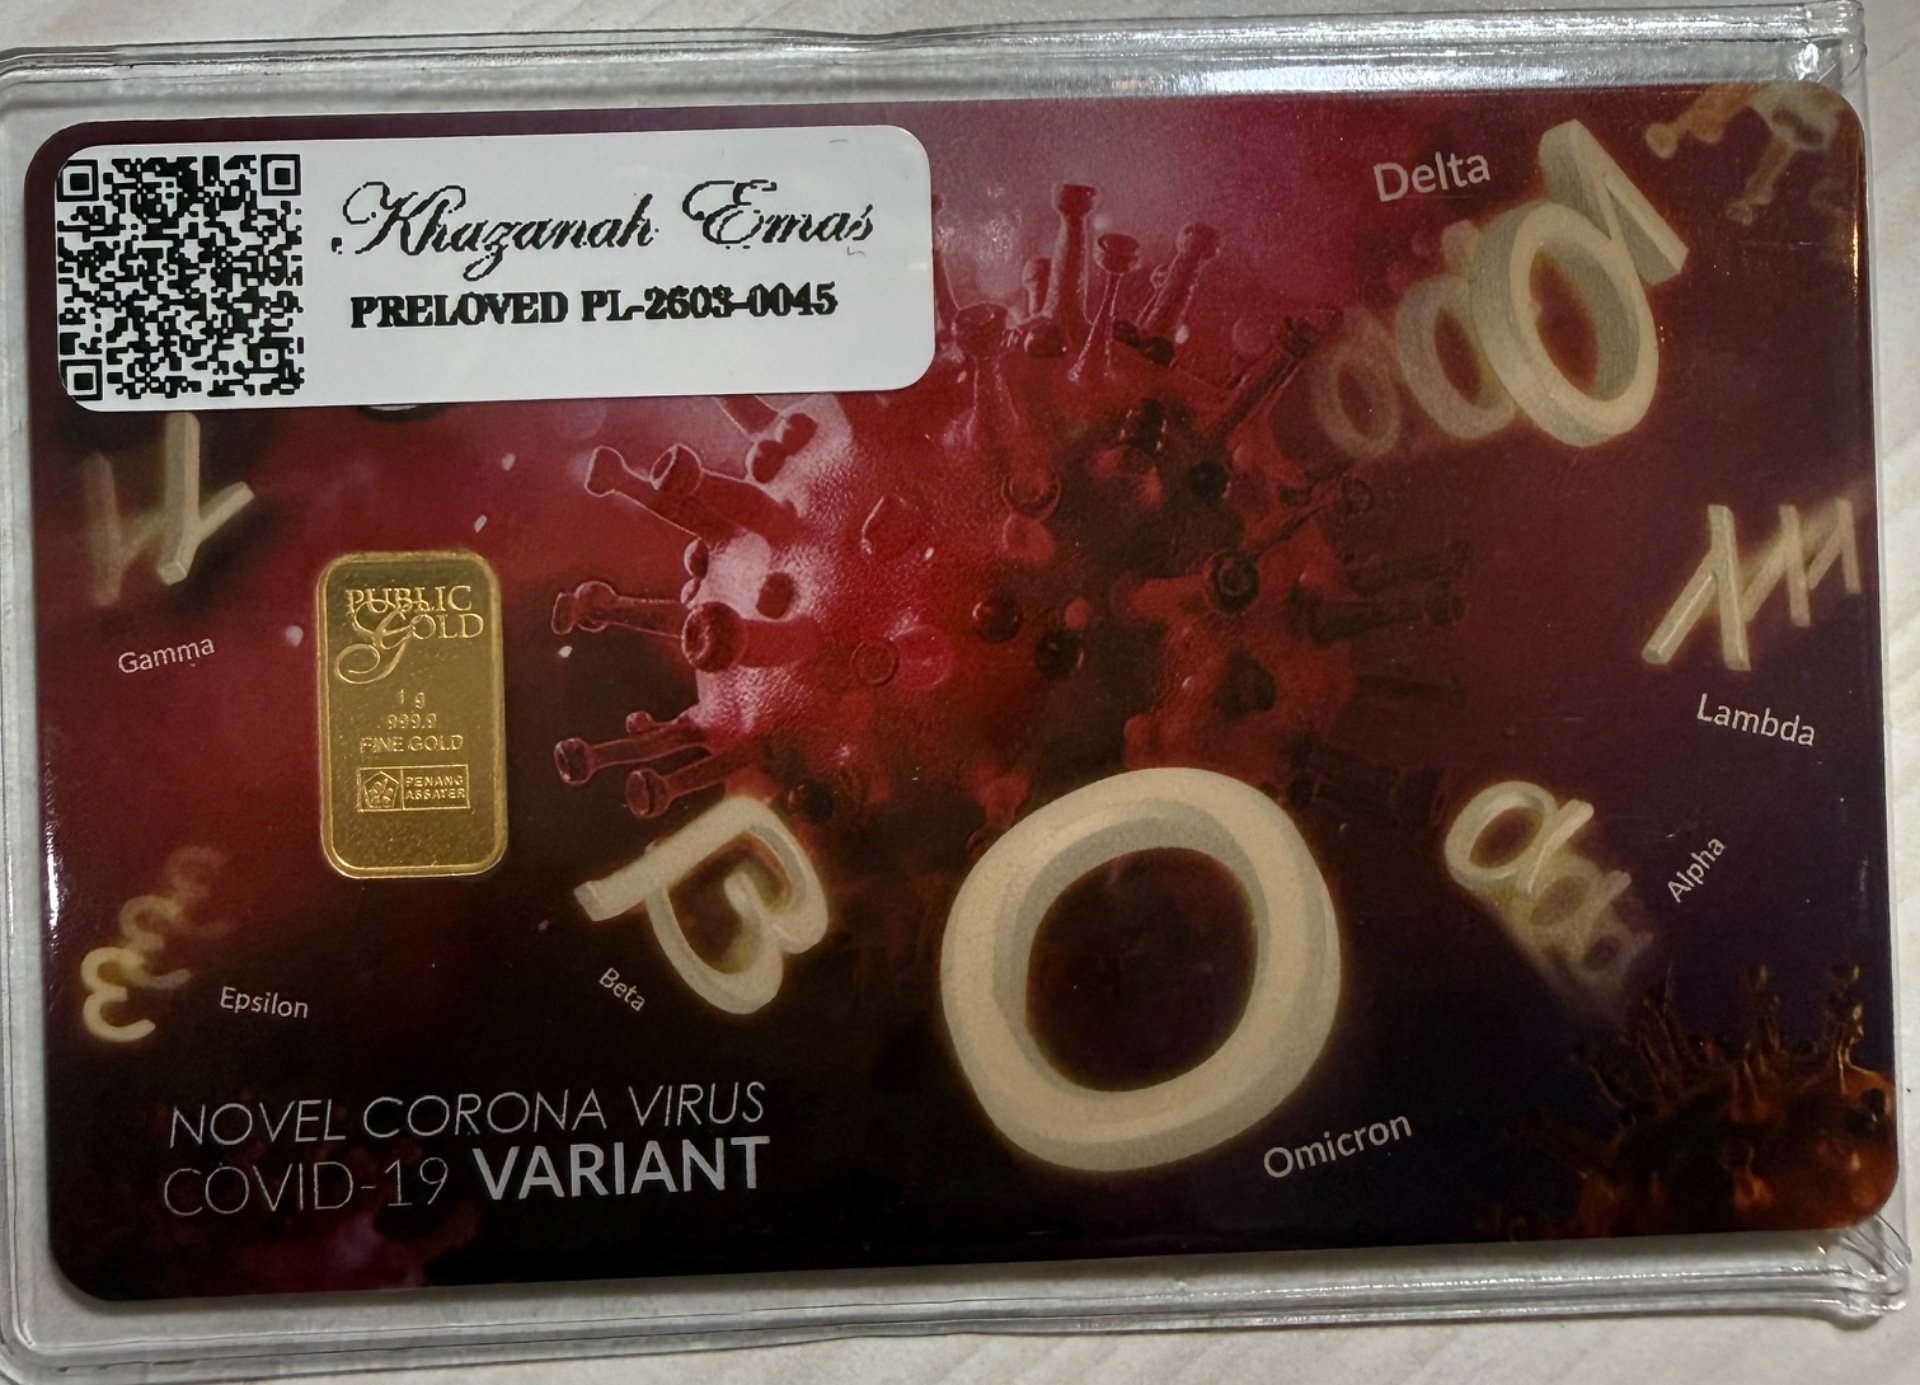 Khazanah Emas
PRELOVED PL-2603-0045
Delta
Gamma
PUBLIC
GOLD
1 g
999.9
FINE GOLD
PENANG
ASSAYER
Lambda
Alpha
Epsilon
Beta
Omicron
NOVEL CORONA VIRUS
COVID-19 VARIANT